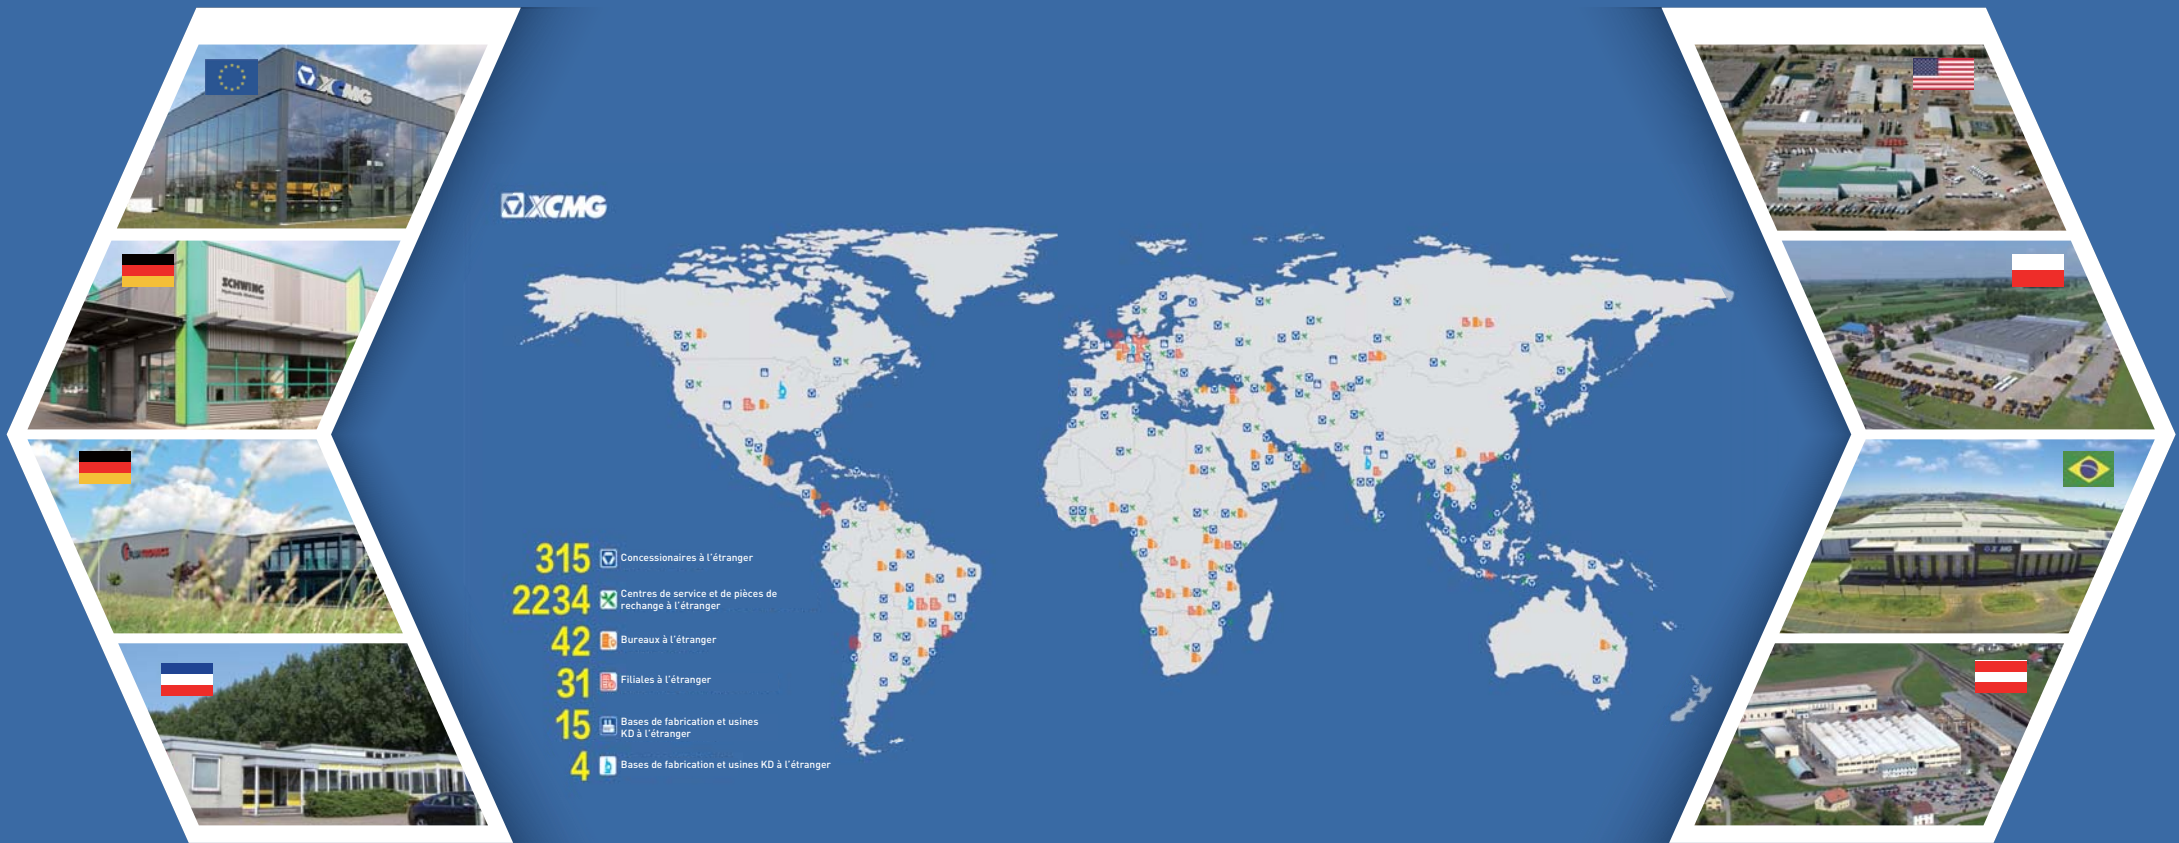 XCMG
SCHWING
XCMG
315 Concessionaires à l'étranger
2234 Centres de service et de pièces de
rechange à l'étranger
42 Bureaux à l'étranger
31 Filiales à l'étranger
15 Bases de fabrication et usines
KD à l'étranger
4 Bases de fabrication et usines KD à l'étranger